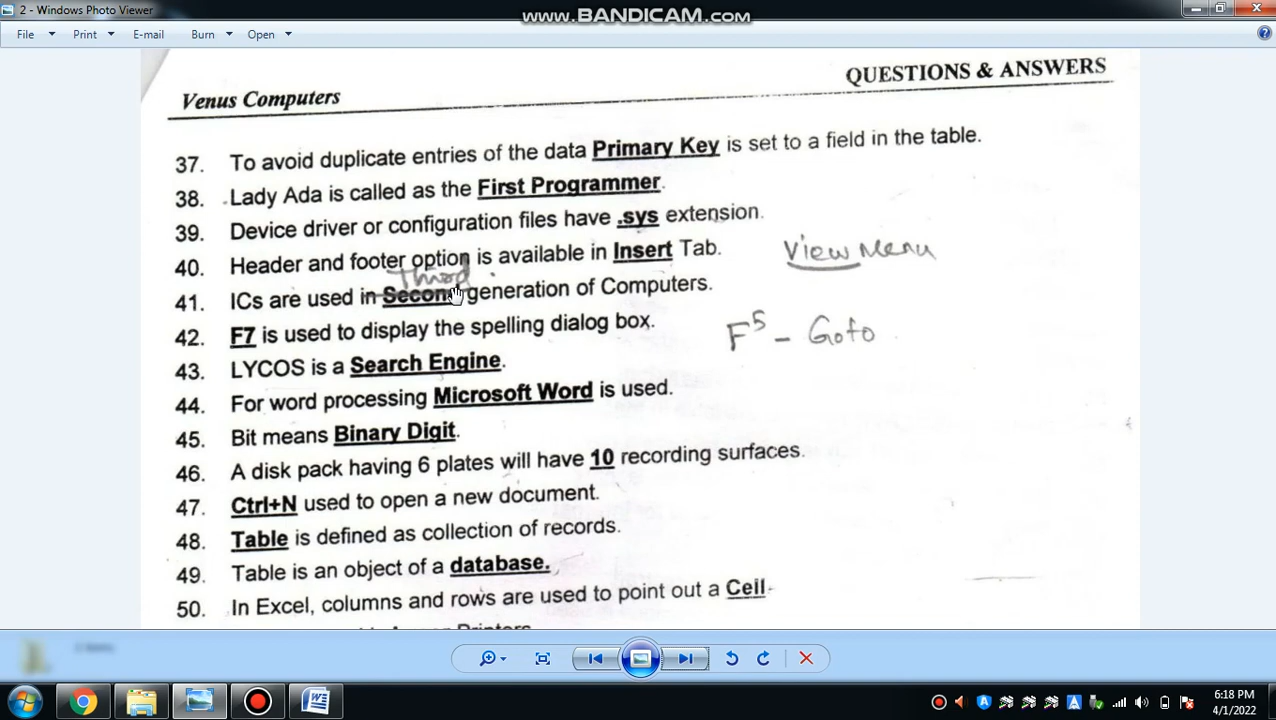 2 - Windows Photo Viewer
www.BANDICAM.com
File Print E-mail Burn Open
QUESTIONS & ANSWERS
Venus Computers
37. To avoid duplicate entries of the data Primary Key is set to a field in the table.
38. Lady Ada is called as the First Programmer.
39. Device driver or configuration files have .sys extension.
40. Header and footer option is available in Insert Tab. View Menu
Third
41. ICs are used in Second generation of Computers.
42. F7 is used to display the spelling dialog box. F5 - Goto
43. LYCOS is a Search Engine.
44. For word processing Microsoft Word is used.
45. Bit means Binary Digit.
46. A disk pack having 6 plates will have 10 recording surfaces.
47. Ctrl+N used to open a new document.
48. Table is defined as collection of records.
49. Table is an object of a database.
50. In Excel, columns and rows are used to point out a Cell
Printers
6:18 PM
4/1/2022